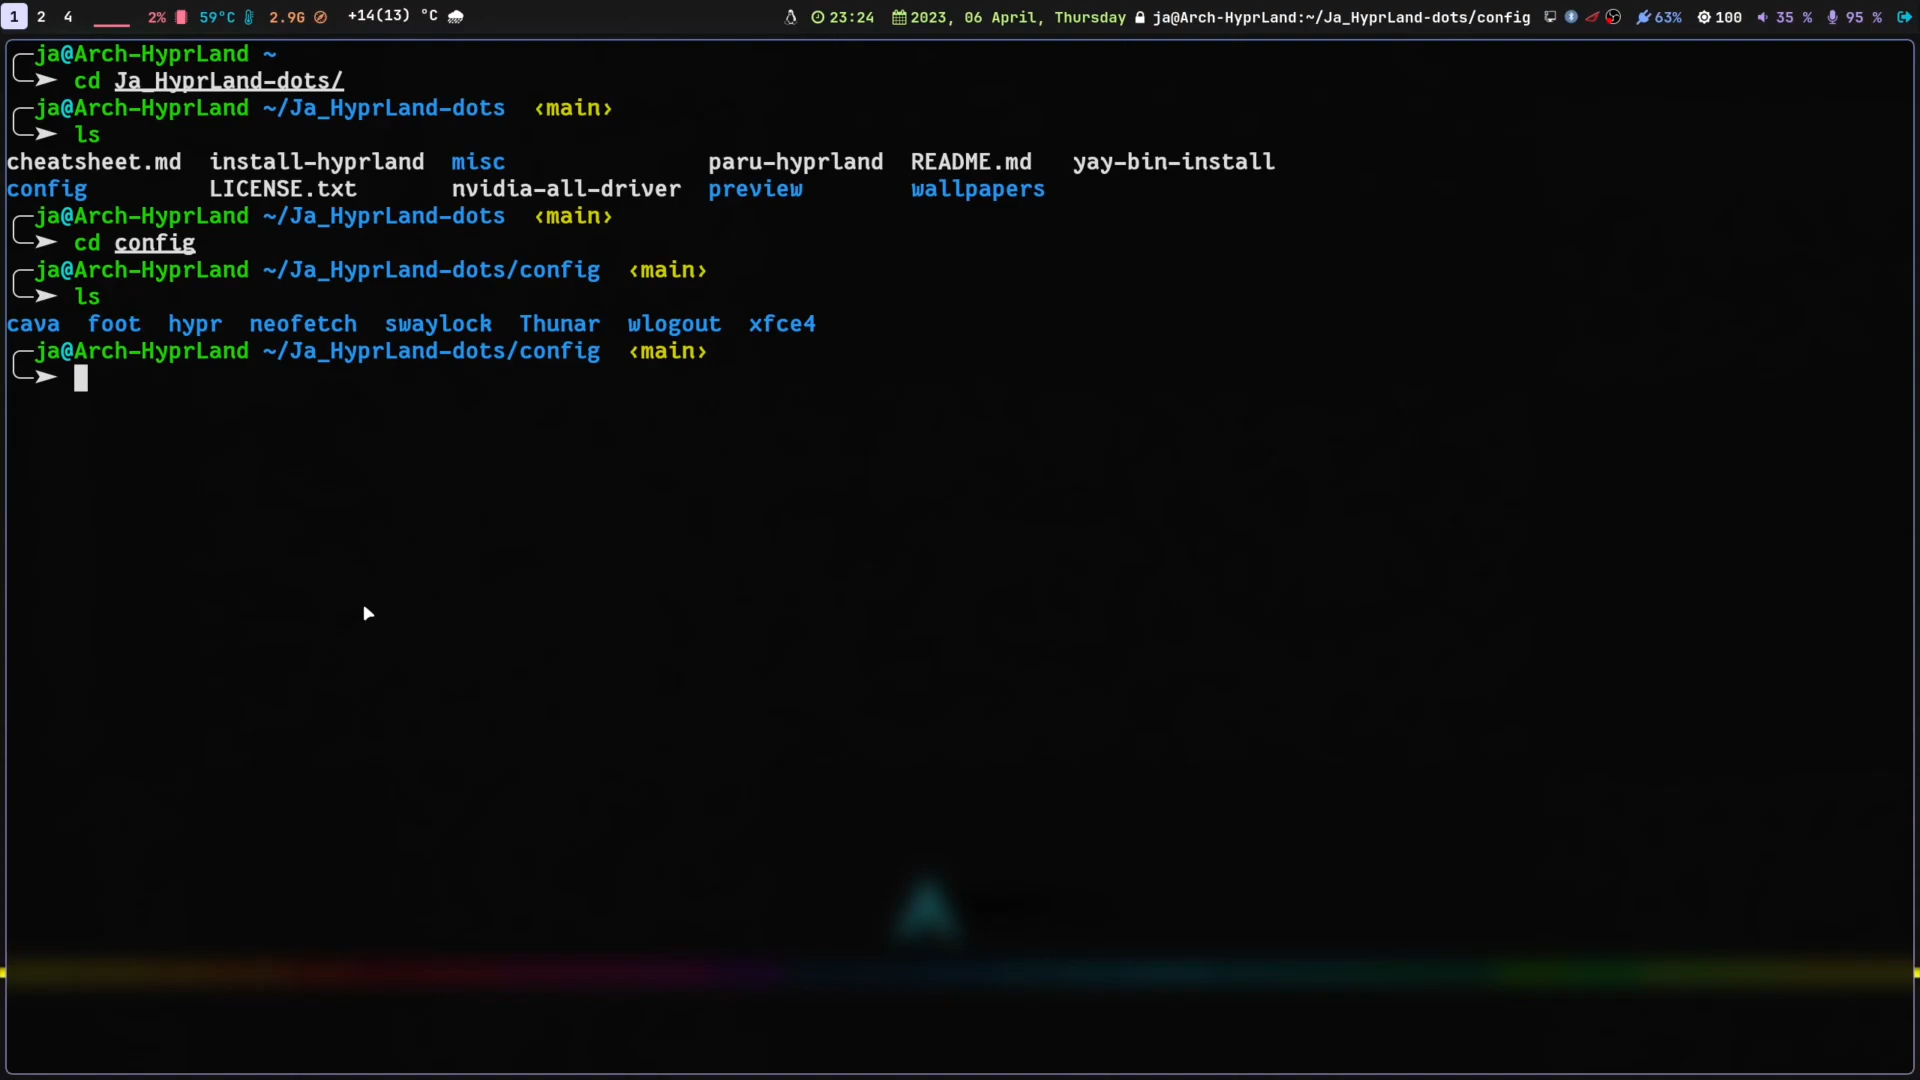 1 2 4 2% 59°C 2.9G +14(13) °C 23:24 2023, 06 April, Thursday ja@Arch-HyprLand:~/Ja_HyprLand-dots/config 63% 100 35 % 95 %
ja@Arch-HyprLand ~
cd Ja_HyprLand-dots/
ja@Arch-HyprLand ~/Ja_HyprLand-dots ‹main›
ls
cheatsheet.md install-hyprland misc paru-hyprland README.md yay-bin-install
config LICENSE.txt nvidia-all-driver preview wallpapers
ja@Arch-HyprLand ~/Ja_HyprLand-dots ‹main›
cd config
ja@Arch-HyprLand ~/Ja_HyprLand-dots/config ‹main›
ls
cava foot hypr neofetch swaylock Thunar wlogout xfce4
ja@Arch-HyprLand ~/Ja_HyprLand-dots/config ‹main›